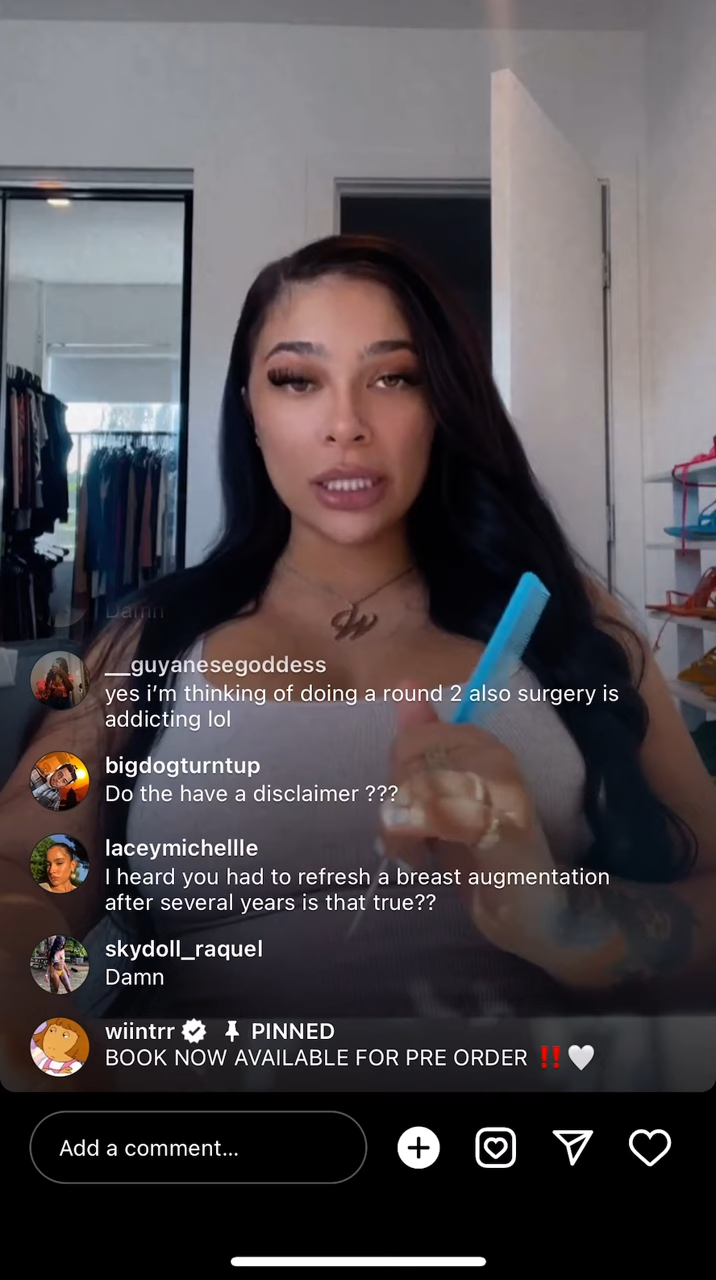 Damn
__guyanesegoddess
yes i'm thinking of doing a round 2 also surgery is
addicting lol
bigdogturntup
Do the have a disclaimer ???
laceymichellle
I heard you had to refresh a breast augmentation
after several years is that true??
skydoll_raquel
Damn
wiintrr PINNED
BOOK NOW AVAILABLE FOR PRE ORDER ‼️🤍
Add a comment...